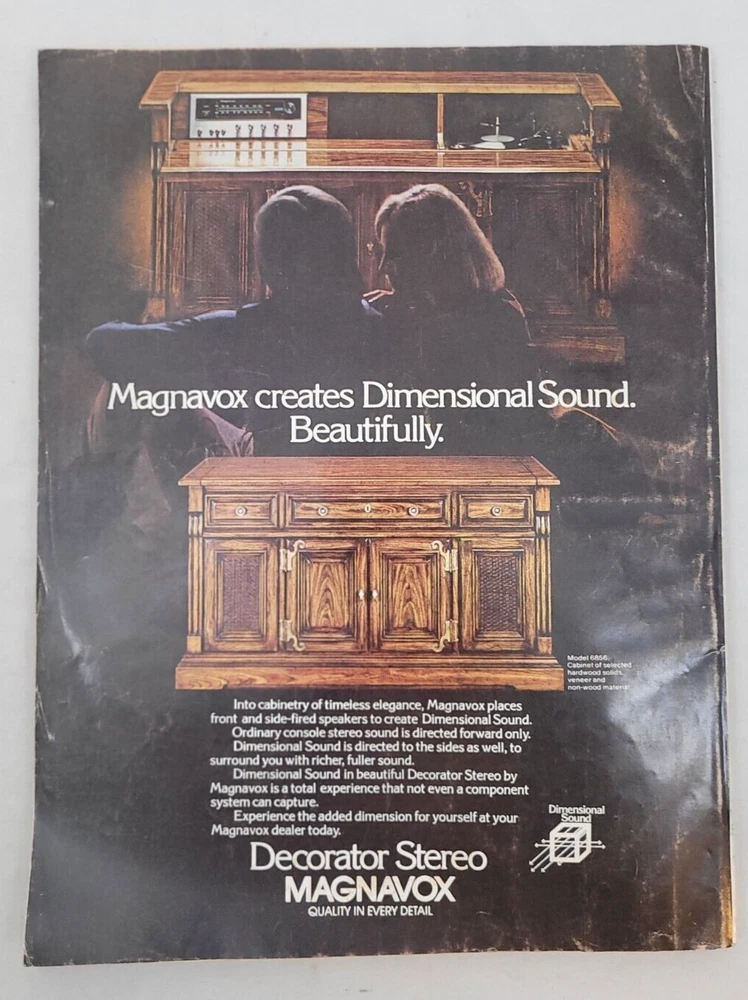 Magnavox creates Dimensional Sound.
Beautifully.
Model 6856:
Cabinet of selected
hardwood solids,
veneer and
non-wood material.
Into cabinetry of timeless elegance, Magnavox places
front and side-fired speakers to create Dimensional Sound.
Ordinary console stereo sound is directed forward only.
Dimensional Sound is directed to the sides as well, to
surround you with richer, fuller sound.
Dimensional Sound in beautiful Decorator Stereo by
Magnavox is a total experience that not even a component
system can capture.
Experience the added dimension for yourself at your
Magnavox dealer today.
Dimensional
Sound
Decorator Stereo
MAGNAVOX
QUALITY IN EVERY DETAIL